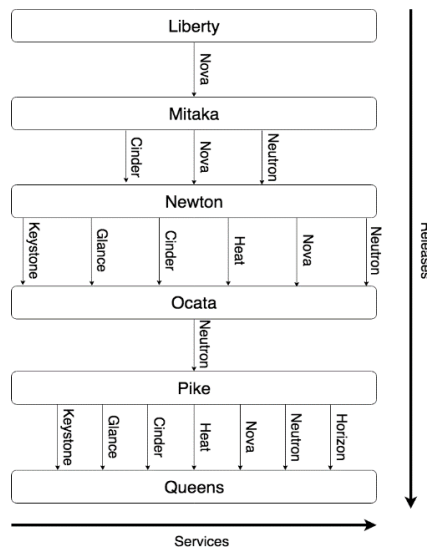 Liberty
Nova
Mitaka
Cinder
Nova
Neutron
Newton
Keystone
Glance
Cinder
Heat
Nova
Neutron
Ocata
Neutron
Pike
Keystone
Glance
Cinder
Heat
Nova
Neutron
Horizon
Queens
Services
Releases